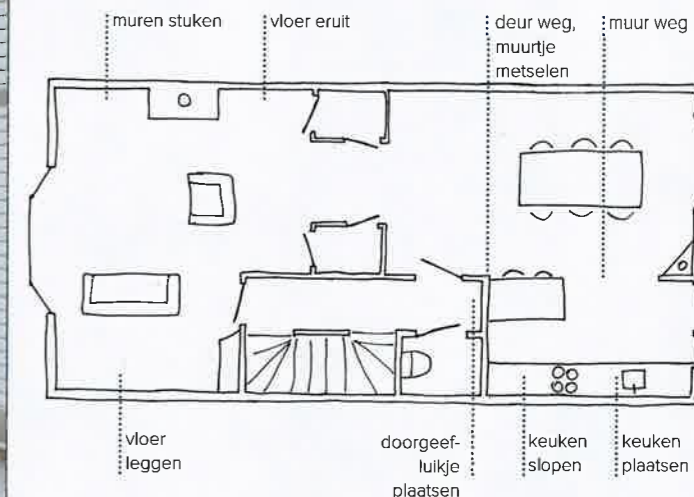 muren stuken
vloer eruit
deur weg,
muurtje
metselen
muur weg
vloer
leggen
doorgeef-
luikje
plaatsen
keuken
slopen
keuken
plaatsen